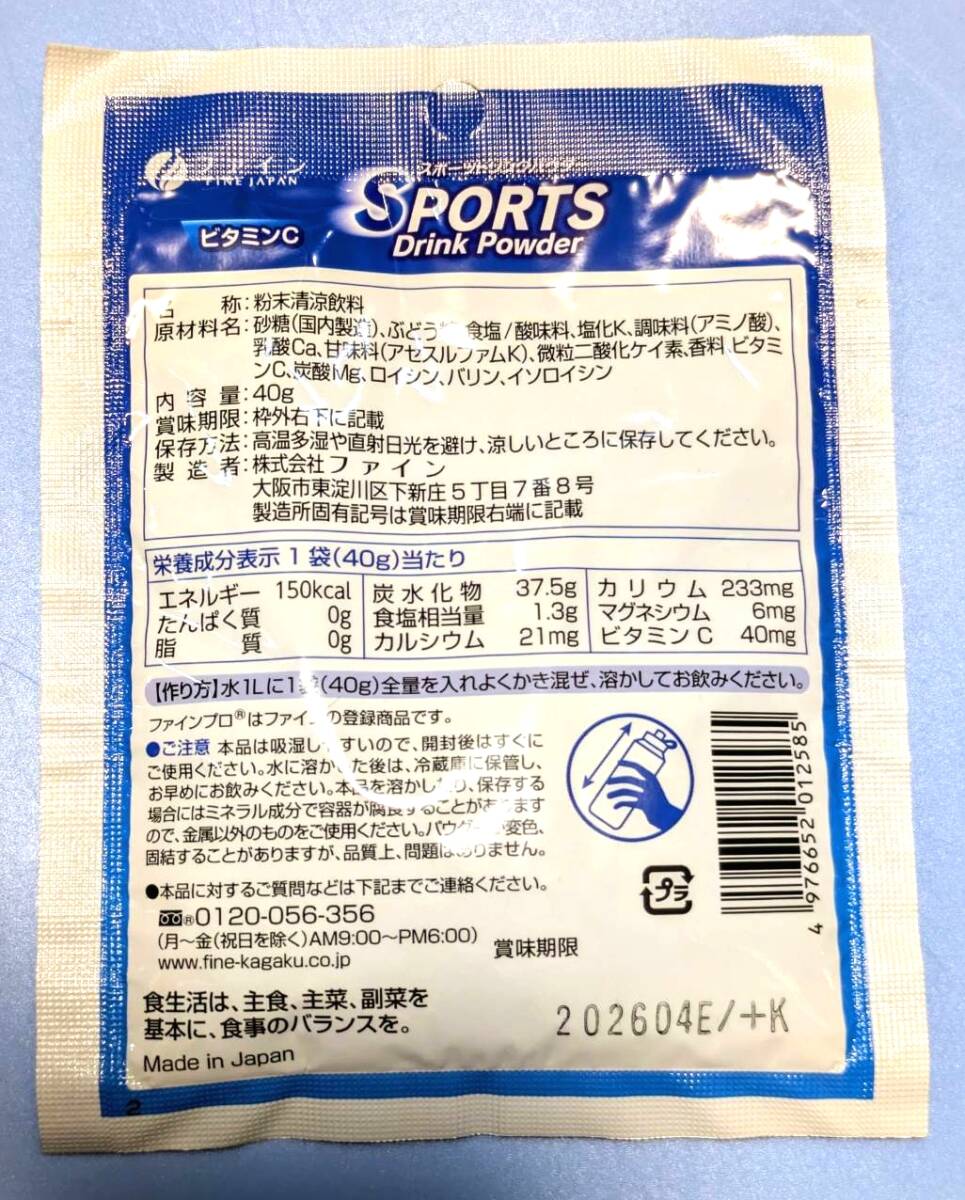 ファイン
FINE JAPAN
スポーツドリンクパウダー
SPORTS
Drink Powder
ビタミンC
名 称:粉末清涼飲料
原材料名:砂糖(国内製造)、ぶどう 食塩/酸味料、塩化K、調味料(アミノ酸)、
乳酸Ca、甘味料(アセスルファムK)、微粒二酸化ケイ素、香料、ビタミ
ンC、炭酸Mg、ロイシン、バリン、イソロイシン
内容量:40g
賞味期限:枠外右下に記載
保存方法:高温多湿や直射日光を避け、涼しいところに保存してください。
製造者:株式会社ファイン
大阪市東淀川区下新庄5丁目7番8号
製造所固有記号は賞味期限右端に記載
栄養成分表示 1袋(40g)当たり
エネルギー 150kcal 炭水化物 37.5g カリウム 233mg
たんぱく質 0g 食塩相当量 1.3g マグネシウム 6mg
脂質 0g カルシウム 21mg ビタミンC 40mg
【作り方】水1Lに1袋(40g)全量を入れよくかき混ぜ、溶かしてお飲みください。
ファインプロ®はファインの登録商品です。
●ご注意 本品は吸湿しやすいので、開封後はすぐに
ご使用ください。水に溶かした後は、冷蔵庫に保管し、
お早めにお飲みください。本品を溶かしたり、保存する
場合にはミネラル成分で容器が腐食することがあります
ので、金属以外のものをご使用ください。パウダーが変色、
固結することがありますが、品質上、問題はありません。
●本品に対するご質問などは下記までご連絡ください。
®0120-056-356
(月〜金(祝日を除く)AM9:00〜PM6:00)
www.fine-kagaku.co.jp
賞味期限
202604E/+K
食生活は、主食、主菜、副菜を
基本に、食事のバランスを。
Made in Japan
プラ
4976652012585
2